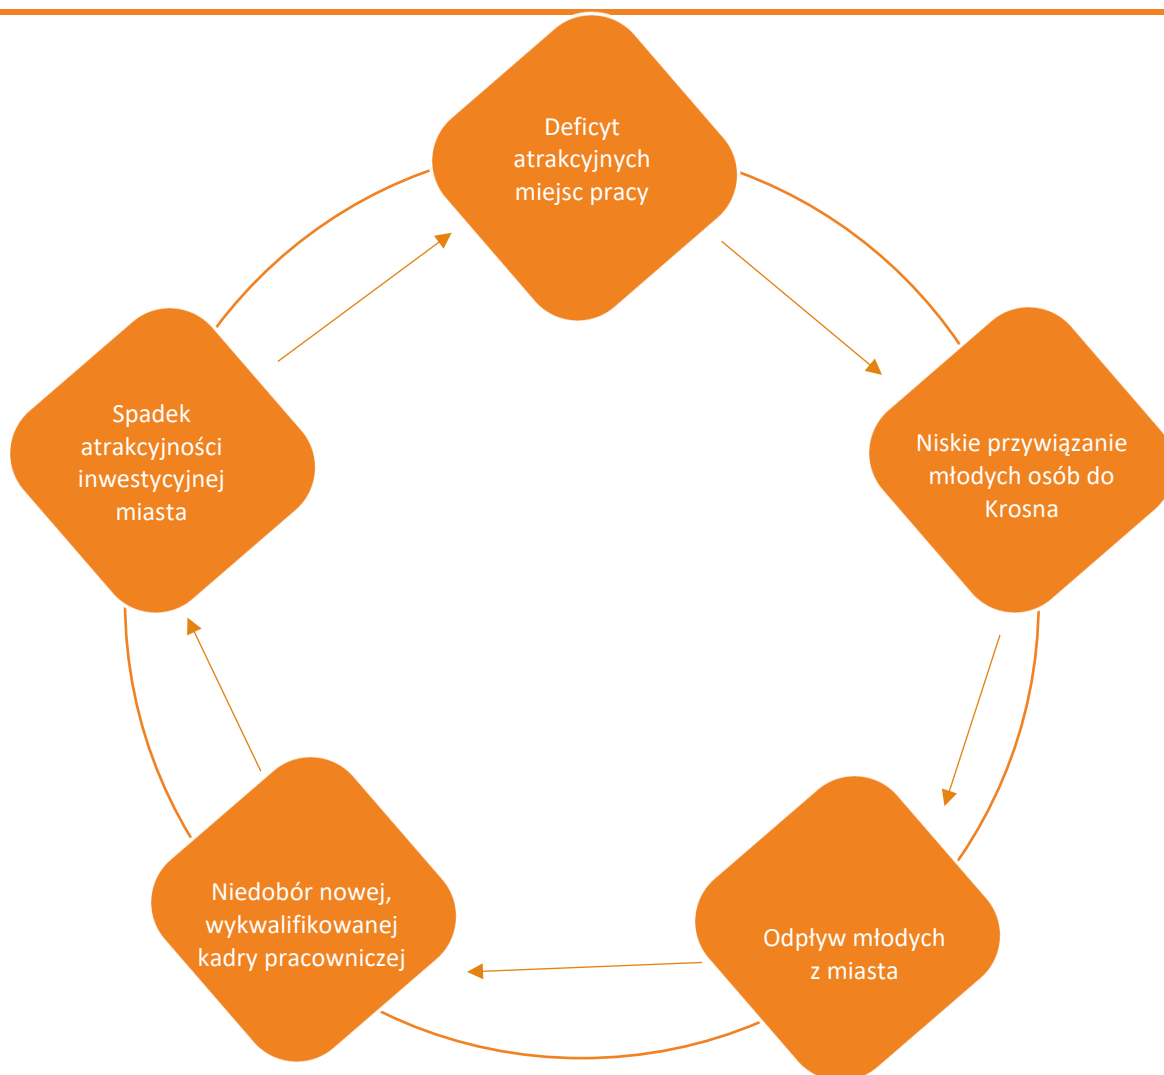 Deficyt
atrakcyjnych
miejsc pracy
Niskie przywiązanie
młodych osób do
Krosna
Odpływ młodych
z miasta
Niedobór nowej,
wykwalifikowanej
kadry pracowniczej
Spadek
atrakcyjności
inwestycyjnej
miasta